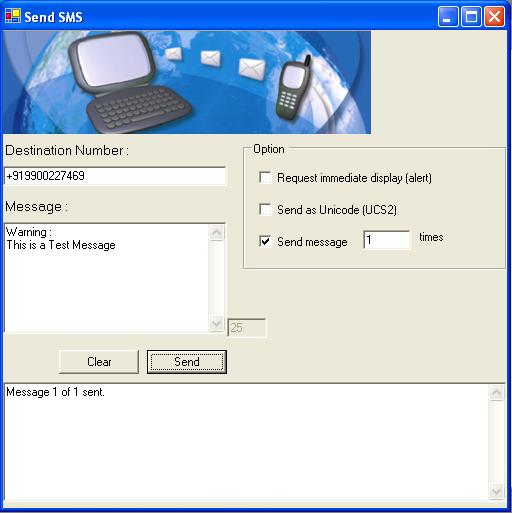 Send SMS
Destination Number :
+919900227469
Message :
Warning :
This is a Test Message
25
Option
Request immediate display (alert)
Send as Unicode (UCS2)
Send message 1 times
Clear Send
Message 1 of 1 sent.